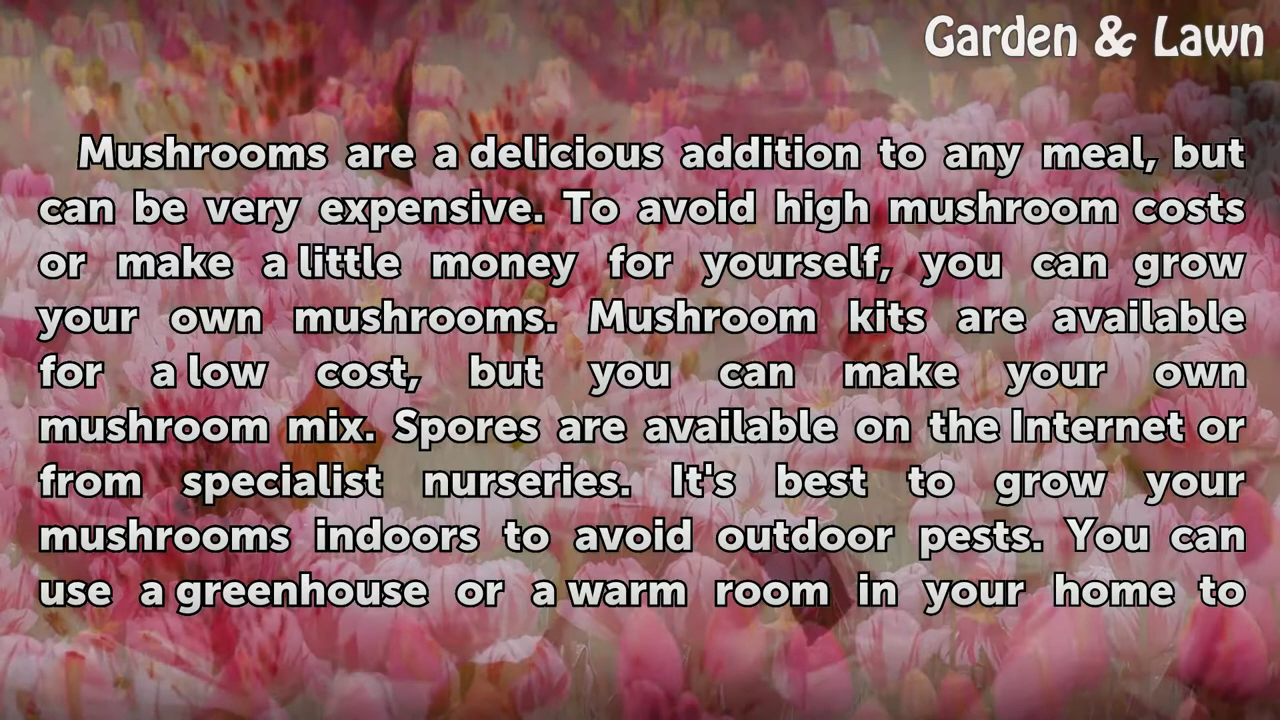 Garden & Lawn
Mushrooms are a delicious addition to any meal, but
can be very expensive. To avoid high mushroom costs
or make a little money for yourself, you can grow
your own mushrooms. Mushroom kits are available
for a low cost, but you can make your own
mushroom mix. Spores are available on the Internet or
from specialist nurseries. It's best to grow your
mushrooms indoors to avoid outdoor pests. You can
use a greenhouse or a warm room in your home to